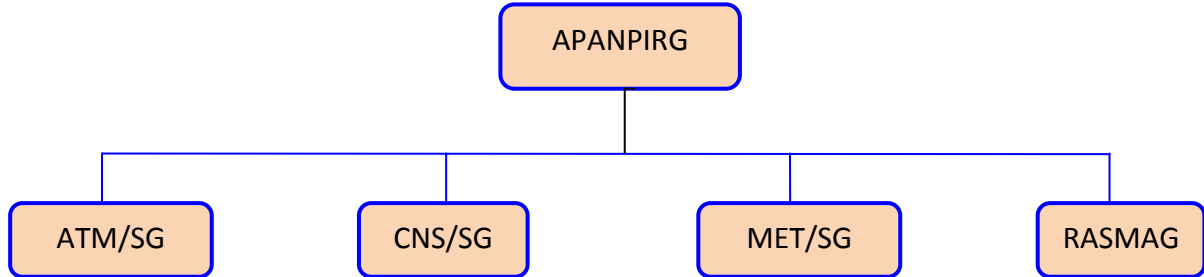 APANPIRG
ATM/SG
CNS/SG
MET/SG
RASMAG